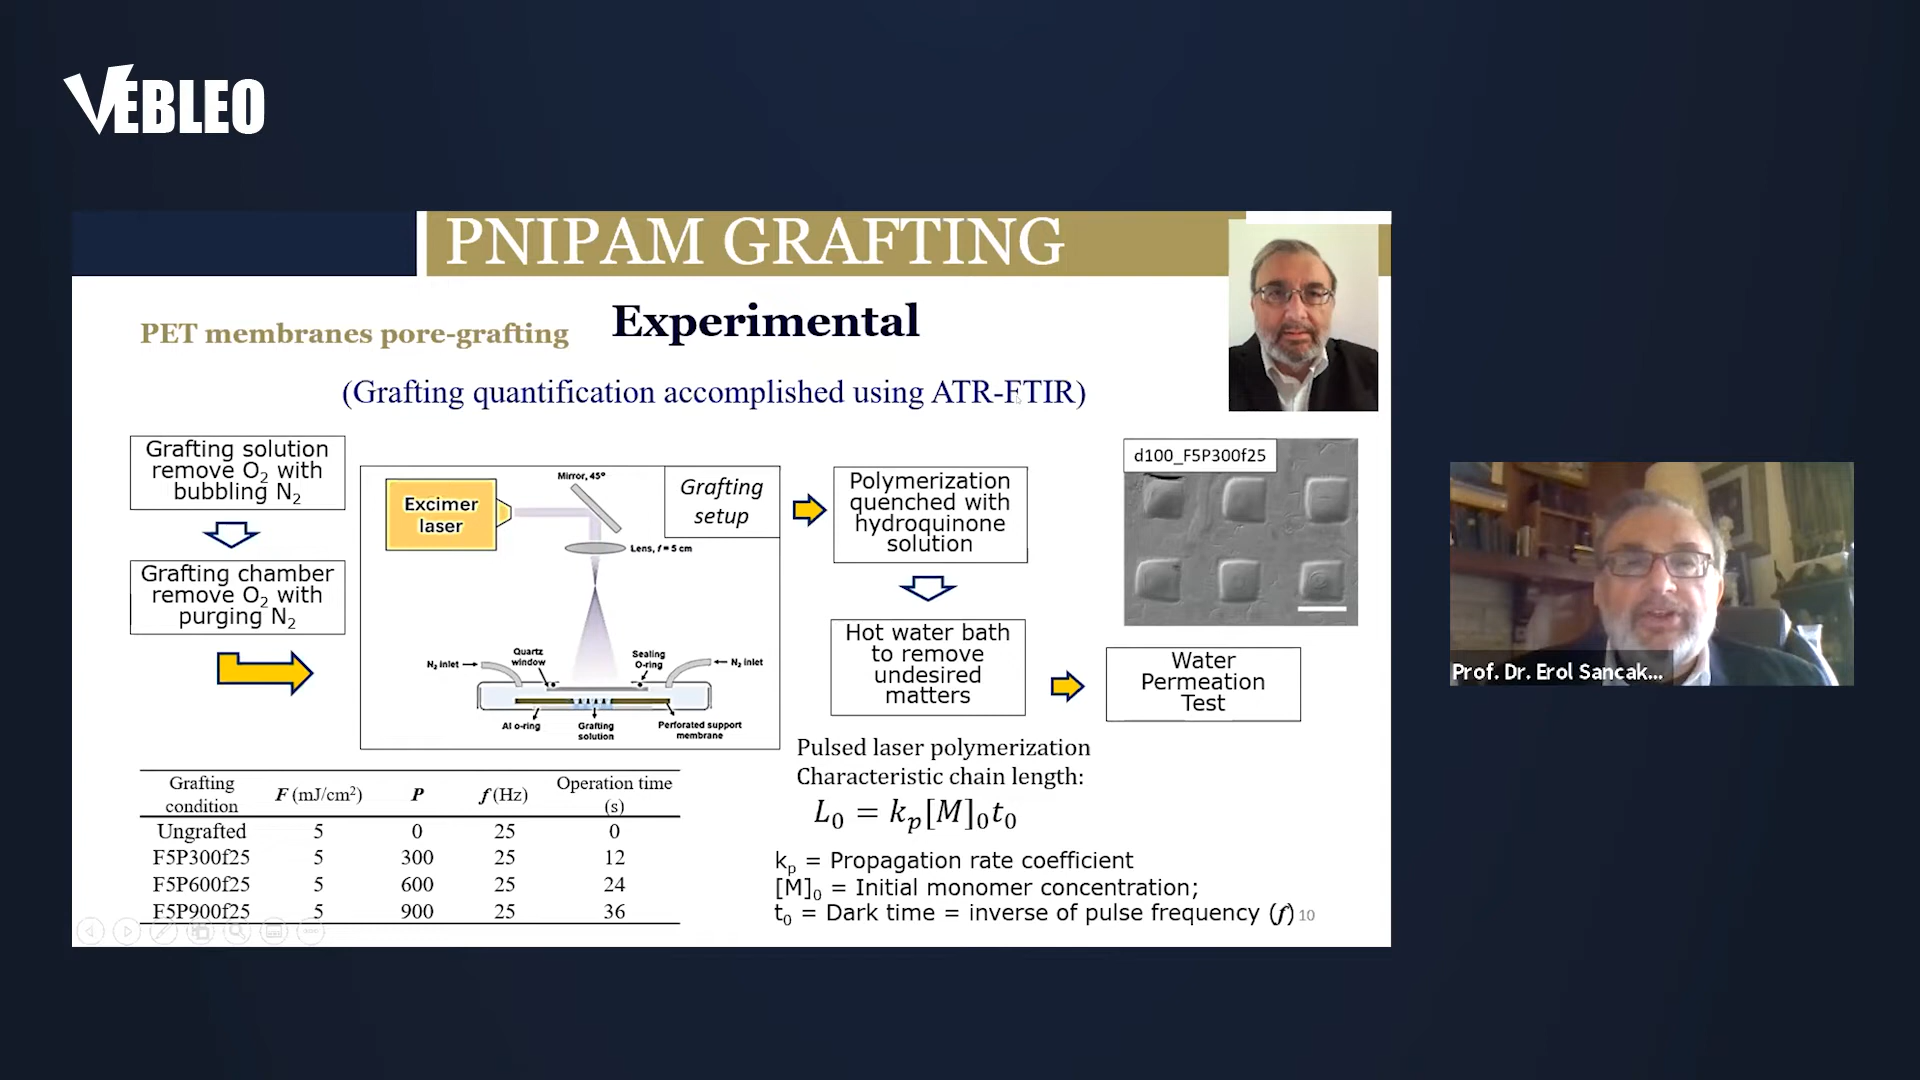 VEBLEO
PNIPAM GRAFTING
PET membranes pore-grafting
Experimental
(Grafting quantification accomplished using ATR-FTIR)
Grafting solution
remove O₂ with
bubbling N₂
Grafting chamber
remove O₂ with
purging N₂
Excimer
laser
Mirror, 45°
Grafting
setup
Lens, f = 5 cm
N₂ inlet
Quartz
window
Sealing
O-ring
N₂ inlet
Al o-ring
Grafting
solution
Perforated support
membrane
Polymerization
quenched with
hydroquinone
solution
Hot water bath
to remove
undesired
matters
d100_F5P300f25
Water
Permeation
Test
Prof. Dr. Erol Sancak...
Pulsed laser polymerization
Characteristic chain length:
L₀ = kₚ[M]₀t₀
kₚ = Propagation rate coefficient
[M]₀ = Initial monomer concentration;
t₀ = Dark time = inverse of pulse frequency (f)
10
Grafting condition F (mJ/cm²) P f (Hz) Operation time (s)
Ungrafted 5 0 25 0
F5P300f25 5 300 25 12
F5P600f25 5 600 25 24
F5P900f25 5 900 25 36